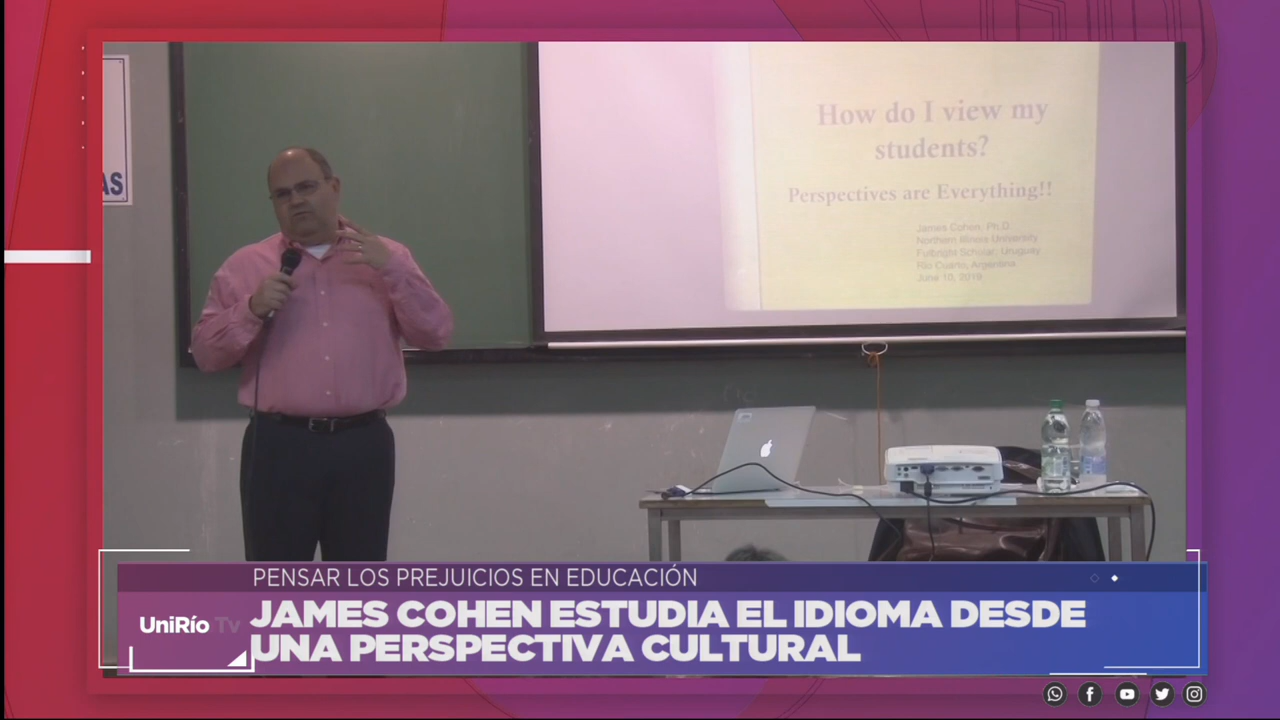 AS
How do I view my
students?
Perspectives are Everything!!
James Cohen, Ph.D.
Northern Illinois University
Fulbright Scholar, Uruguay
Rio Cuarto, Argentina
June 10, 2019
PENSAR LOS PREJUICIOS EN EDUCACIÓN
UniRío Tv
JAMES COHEN ESTUDIA EL IDIOMA DESDE
UNA PERSPECTIVA CULTURAL